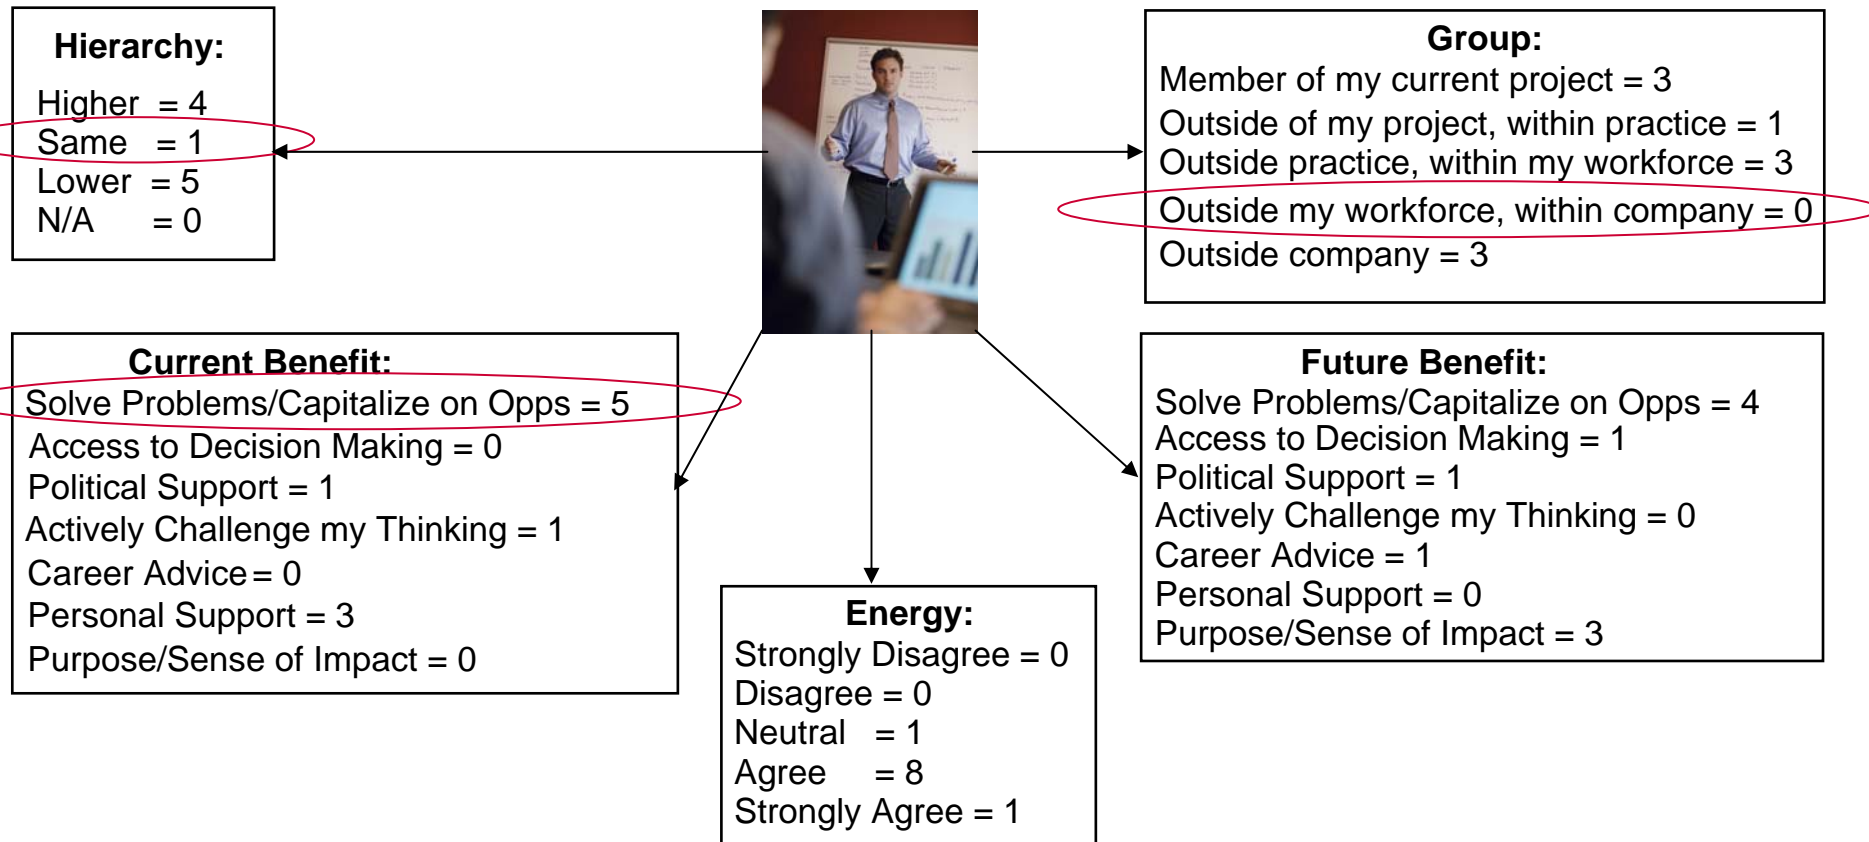 Hierarchy:
Higher = 4
Same = 1
Lower = 5
N/A = 0
Group:
Member of my current project = 3
Outside of my project, within practice = 1
Outside practice, within my workforce = 3
Outside my workforce, within company = 0
Outside company = 3
Current Benefit:
Solve Problems/Capitalize on Opps = 5
Access to Decision Making = 0
Political Support = 1
Actively Challenge my Thinking = 1
Career Advice = 0
Personal Support = 3
Purpose/Sense of Impact = 0
Energy:
Strongly Disagree = 0
Disagree = 0
Neutral = 1
Agree = 8
Strongly Agree = 1
Future Benefit:
Solve Problems/Capitalize on Opps = 4
Access to Decision Making = 1
Political Support = 1
Actively Challenge my Thinking = 0
Career Advice = 1
Personal Support = 0
Purpose/Sense of Impact = 3